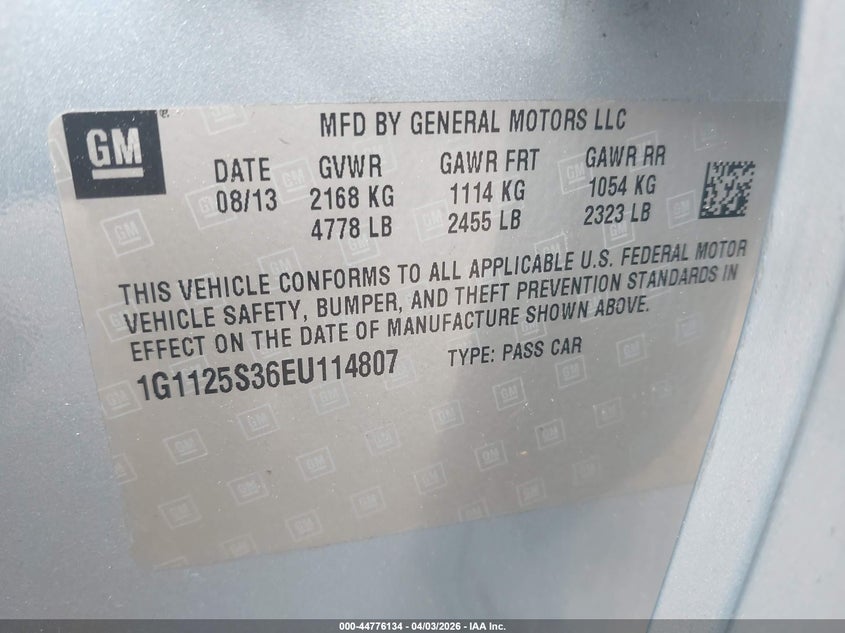 GM
MFD BY GENERAL MOTORS LLC
DATE GVWR GAWR FRT GAWR RR
08/13 2168 KG 1114 KG 1054 KG
4778 LB 2455 LB 2323 LB
THIS VEHICLE CONFORMS TO ALL APPLICABLE U.S. FEDERAL MOTOR
VEHICLE SAFETY, BUMPER, AND THEFT PREVENTION STANDARDS IN
EFFECT ON THE DATE OF MANUFACTURE SHOWN ABOVE.
1G1125S36EU114807 TYPE: PASS CAR
000-44776134 - 04/03/2026 - IAA Inc.